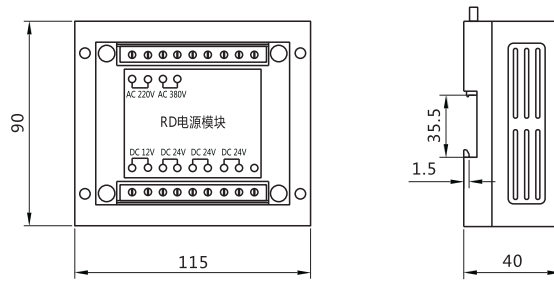 AC 220V AC 380V
RD电源模块
DC 12V DC 24V DC 24V DC 24V
90
115
35.5
1.5
40